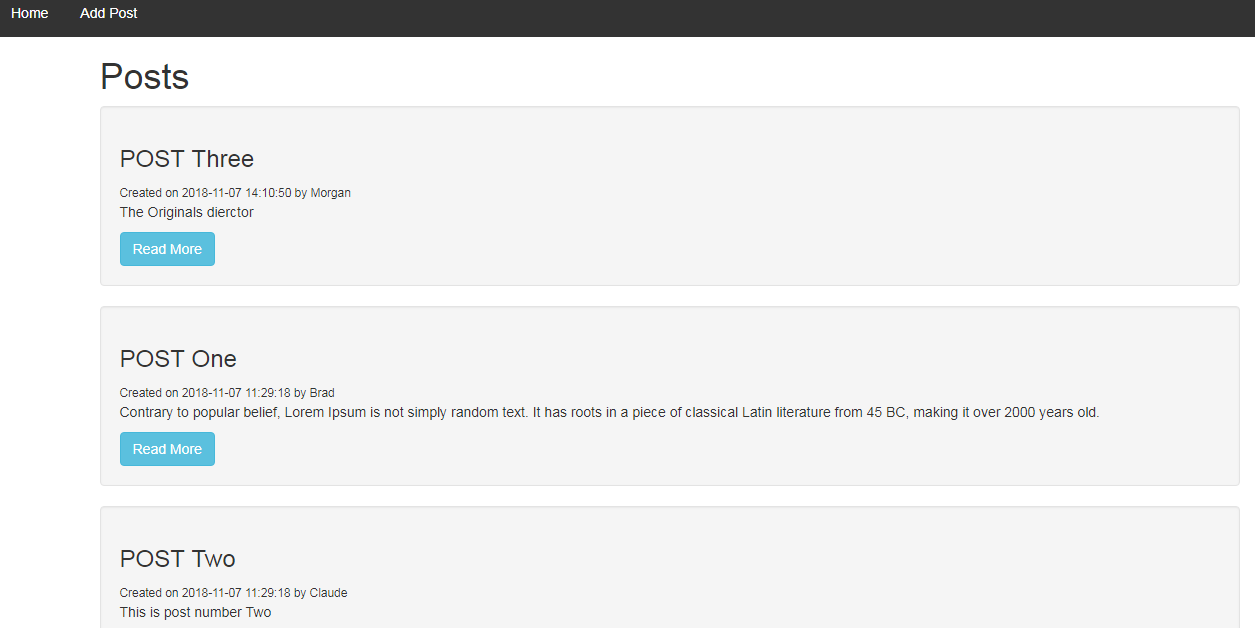 Home Add Post
Posts
POST Three
Created on 2018-11-07 14:10:50 by Morgan
The Originals dierctor
Read More
POST One
Created on 2018-11-07 11:29:18 by Brad
Contrary to popular belief, Lorem Ipsum is not simply random text. It has roots in a piece of classical Latin literature from 45 BC, making it over 2000 years old.
Read More
POST Two
Created on 2018-11-07 11:29:18 by Claude
This is post number Two